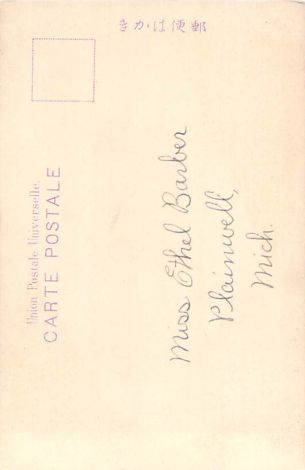 きかは便郵
Union Postale Universelle.
CARTE POSTALE
Miss Ethel Barber
Plainwell,
Mich.